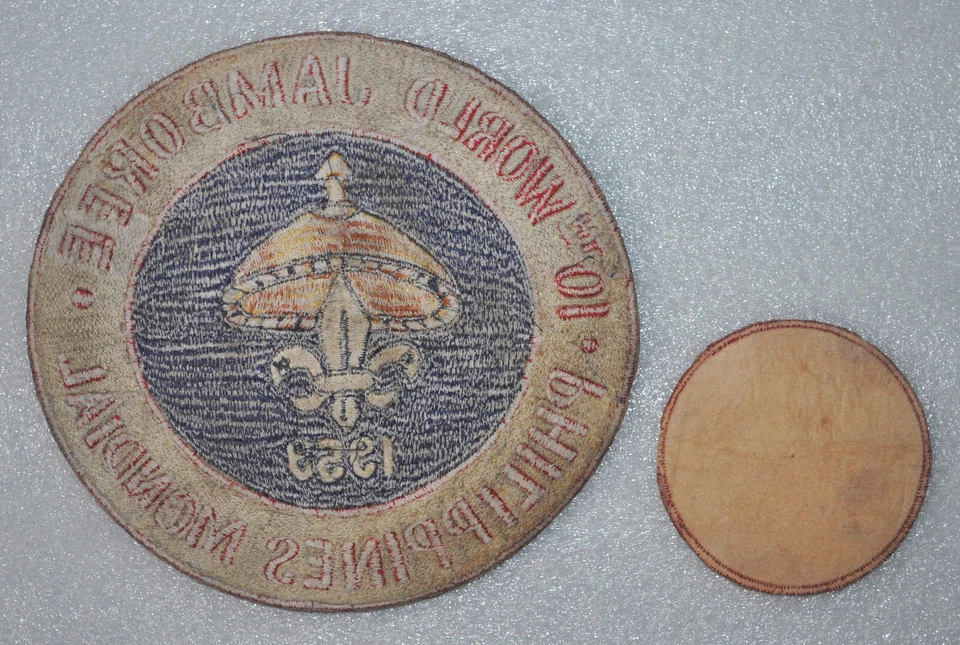 10TH WORLD JAMBOREE
1959
PHILIPPINES MONDIAL